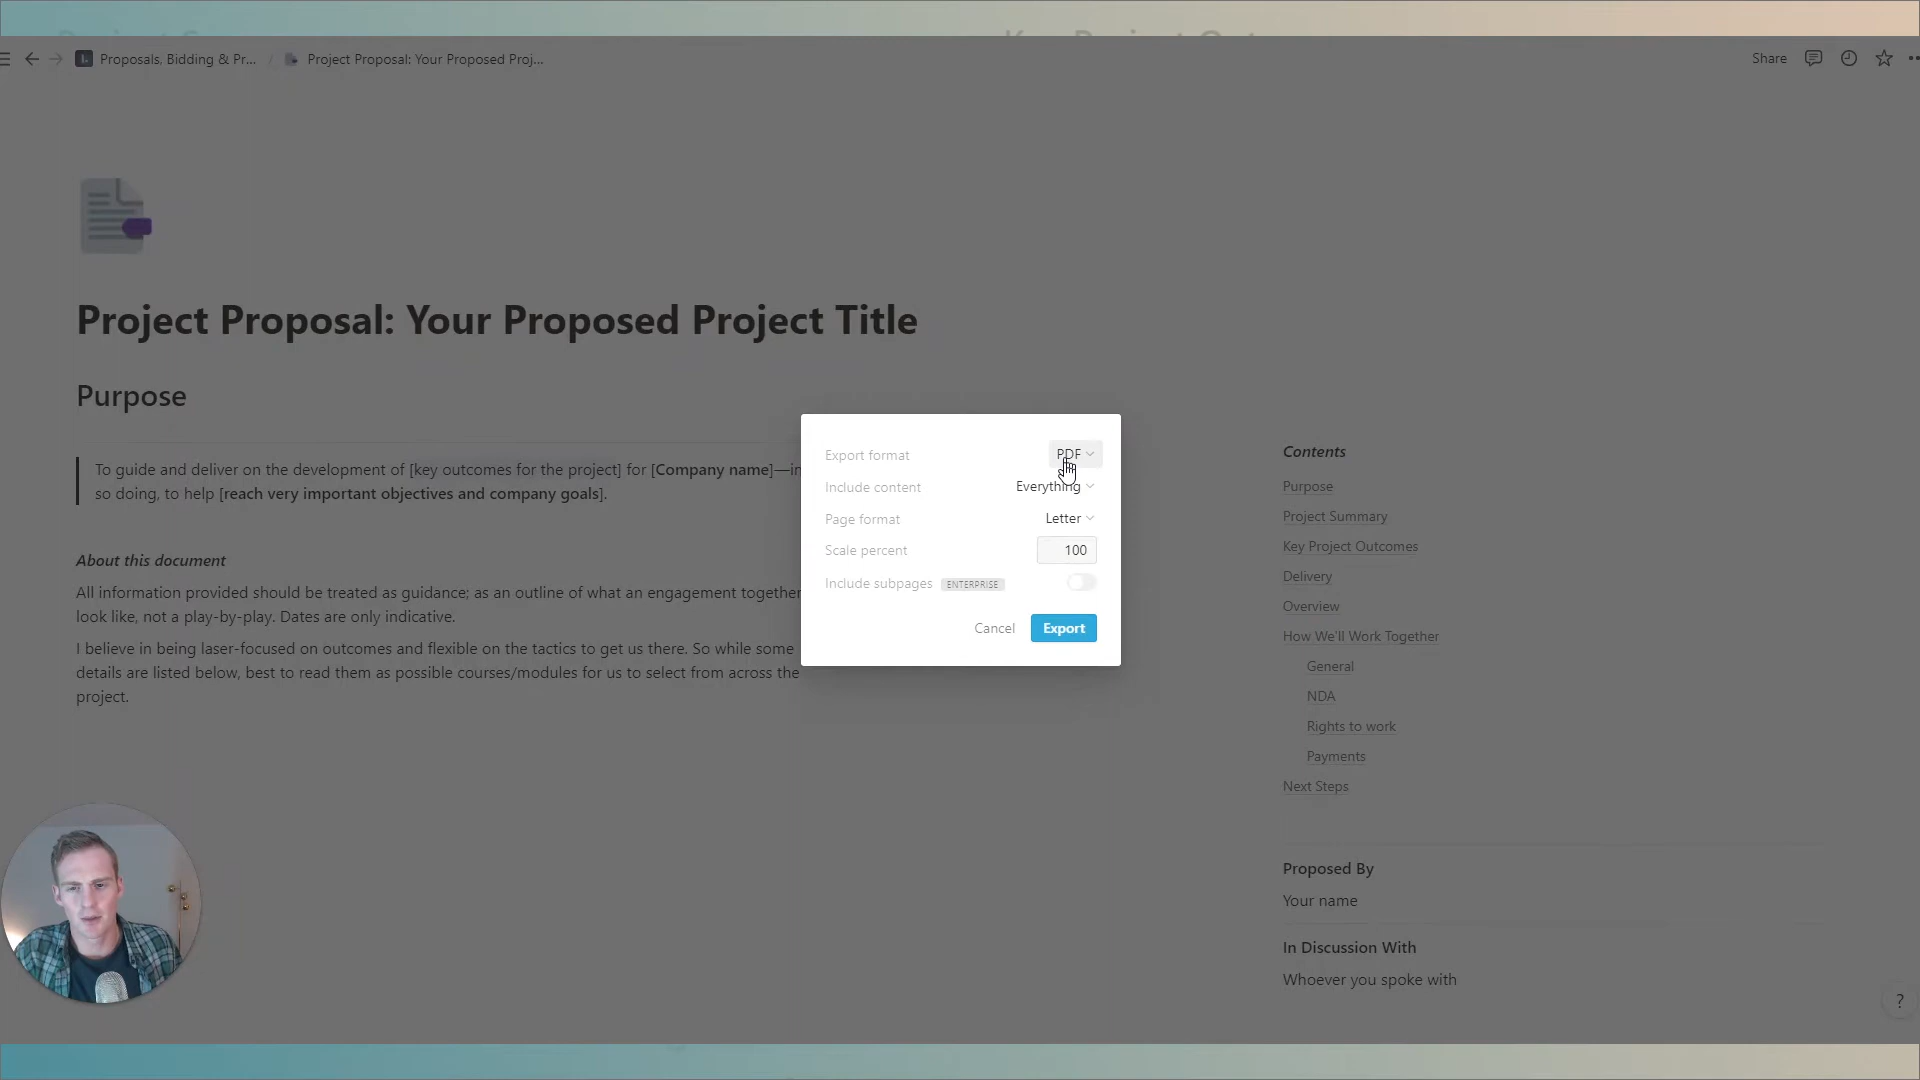 Proposals, Bidding & Pr... / Project Proposal: Your Proposed Proj...
Share
Project Proposal: Your Proposed Project Title
Purpose
To guide and deliver on the development of [key outcomes for the project] for [Company name]—in
so doing, to help [reach very important objectives and company goals].
About this document
All information provided should be treated as guidance; as an outline of what an engagement together
look like, not a play-by-play. Dates are only indicative.
I believe in being laser-focused on outcomes and flexible on the tactics to get us there. So while some
details are listed below, best to read them as possible courses/modules for us to select from across the
project.
Export format PDF
Include content Everything
Page format Letter
Scale percent 100
Include subpages ENTERPRISE
Cancel Export
Contents
Purpose
Project Summary
Key Project Outcomes
Delivery
Overview
How We'll Work Together
General
NDA
Rights to work
Payments
Next Steps
Proposed By
Your name
In Discussion With
Whoever you spoke with
?